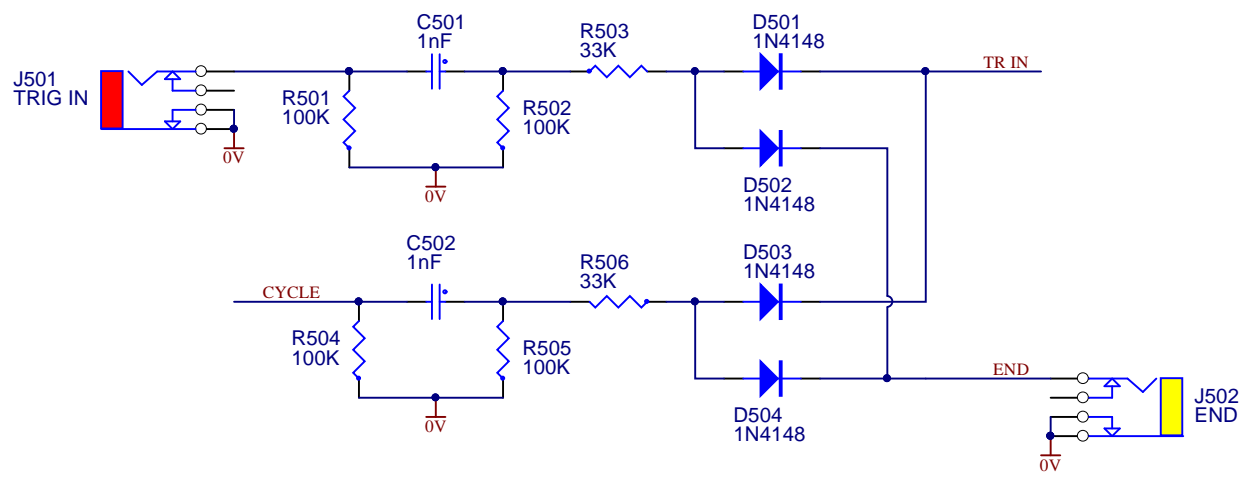 C501
1nF
R503
33K
D501
1N4148
TR IN
J501
TRIG IN
R501
100K
R502
100K
0V
0V
D502
1N4148
C502
1nF
R506
33K
D503
1N4148
CYCLE
R504
100K
R505
100K
0V
END
D504
1N4148
J502
END
0V